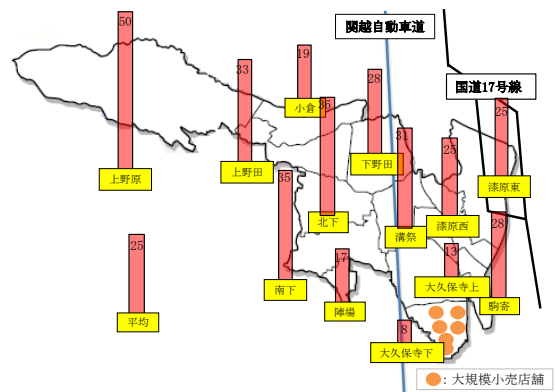 50
関越自動車道
33
19
小倉
36
28
国道17号線
25
上野原
上野田
下野田
31
25
漆原東
35
北下
溝祭
漆原西
28
25
南下
17
陣場
13
大久保寺上
駒寄
平均
8
大久保寺下
：大規模小売店舗